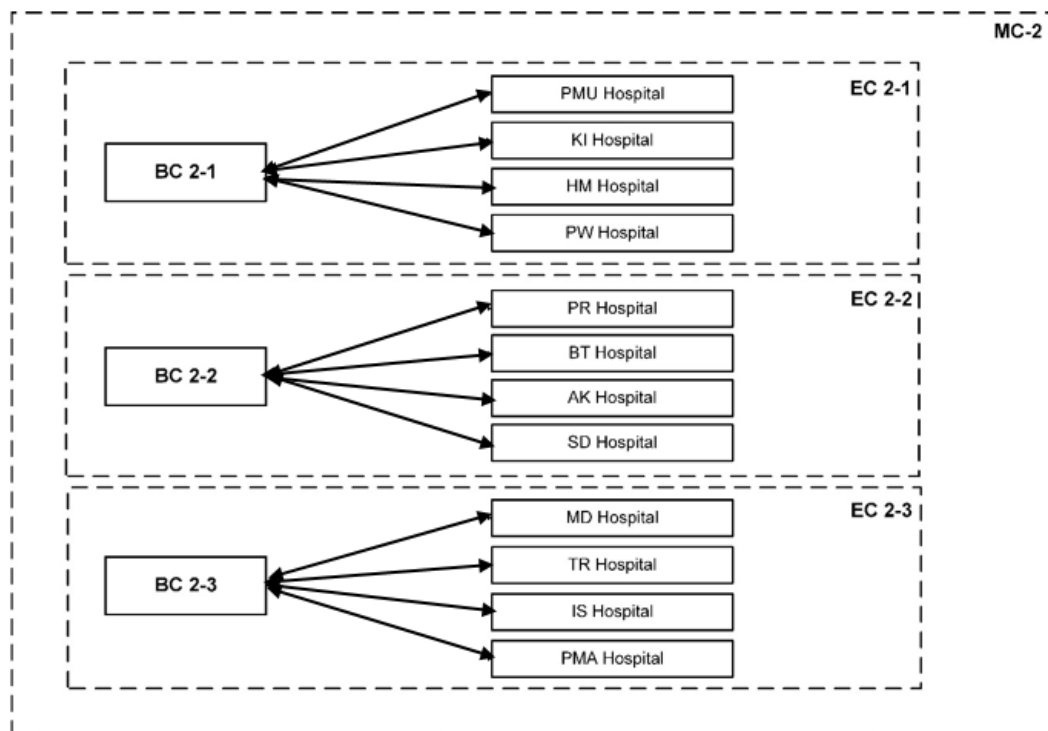 MC-2
EC 2-1
PMU Hospital
KI Hospital
BC 2-1
HM Hospital
PW Hospital
EC 2-2
PR Hospital
BT Hospital
BC 2-2
AK Hospital
SD Hospital
EC 2-3
MD Hospital
TR Hospital
BC 2-3
IS Hospital
PMA Hospital